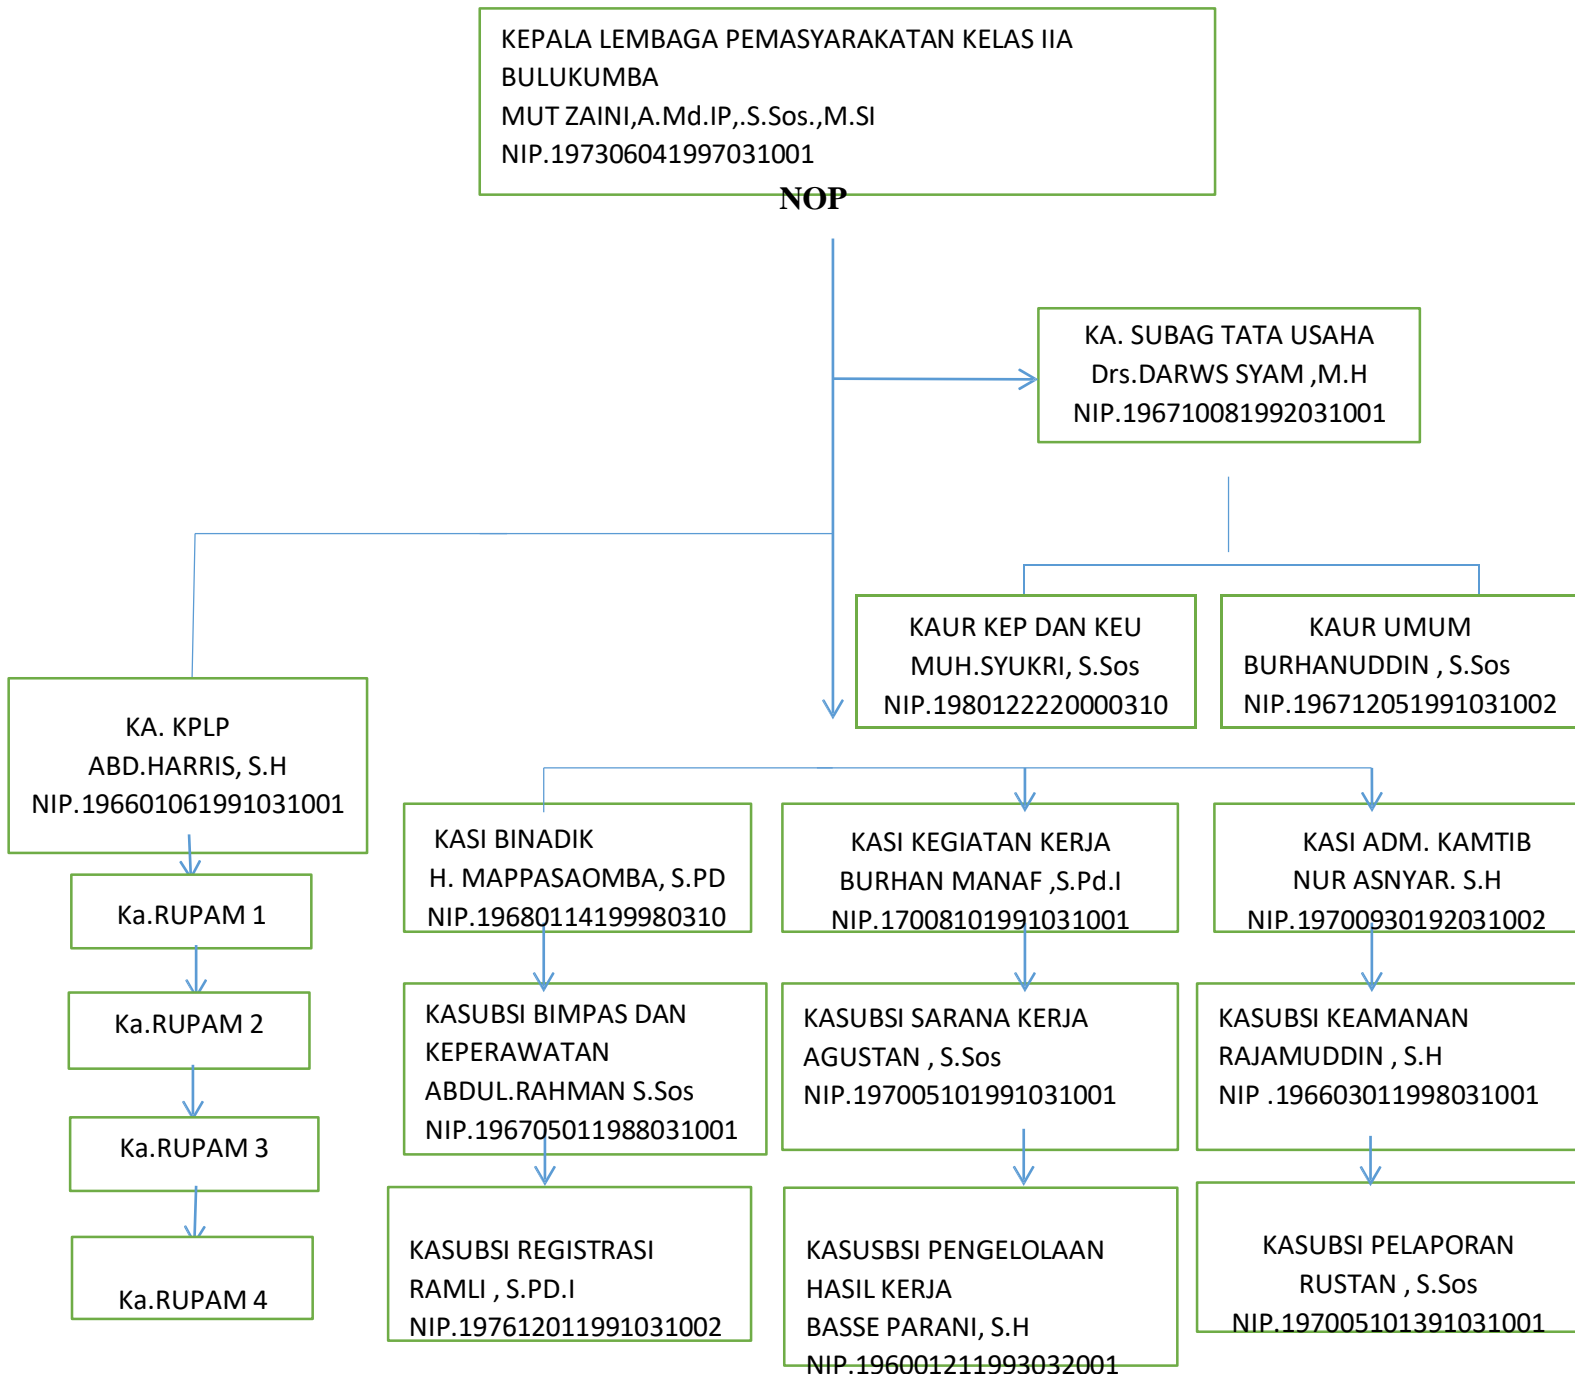 KEPALA LEMBAGA PEMASYARAKATAN KELAS IIA
BULUKUMBA
MUT ZAINI,A.Md.IP,.S.Sos.,M.SI
NIP.197306041997031001
NOP
KA. SUBAG TATA USAHA
Drs.DARWS SYAM ,M.H
NIP.196710081992031001
KAUR KEP DAN KEU
MUH.SYUKRI, S.Sos
NIP.1980122220000310
KAUR UMUM
BURHANUDDIN , S.Sos
NIP.196712051991031002
KA. KPLP
ABD.HARRIS, S.H
NIP.196601061991031001
Ka.RUPAM 1
Ka.RUPAM 2
Ka.RUPAM 3
Ka.RUPAM 4
KASI BINADIK
H. MAPPASAOMBA, S.PD
NIP.19680114199980310
KASUBSI BIMPAS DAN
KEPERAWATAN
ABDUL.RAHMAN S.Sos
NIP.196705011988031001
KASUBSI REGISTRASI
RAMLI , S.PD.I
NIP.197612011991031002
KASI KEGIATAN KERJA
BURHAN MANAF ,S.Pd.I
NIP.17008101991031001
KASUBSI SARANA KERJA
AGUSTAN , S.Sos
NIP.197005101991031001
KASUSBSI PENGELOLAAN
HASIL KERJA
BASSE PARANI, S.H
NIP.196001211993032001
KASI ADM. KAMTIB
NUR ASNYAR. S.H
NIP.19700930192031002
KASUBSI KEAMANAN
RAJAMUDDIN , S.H
NIP .196603011998031001
KASUBSI PELAPORAN
RUSTAN , S.Sos
NIP.197005101391031001